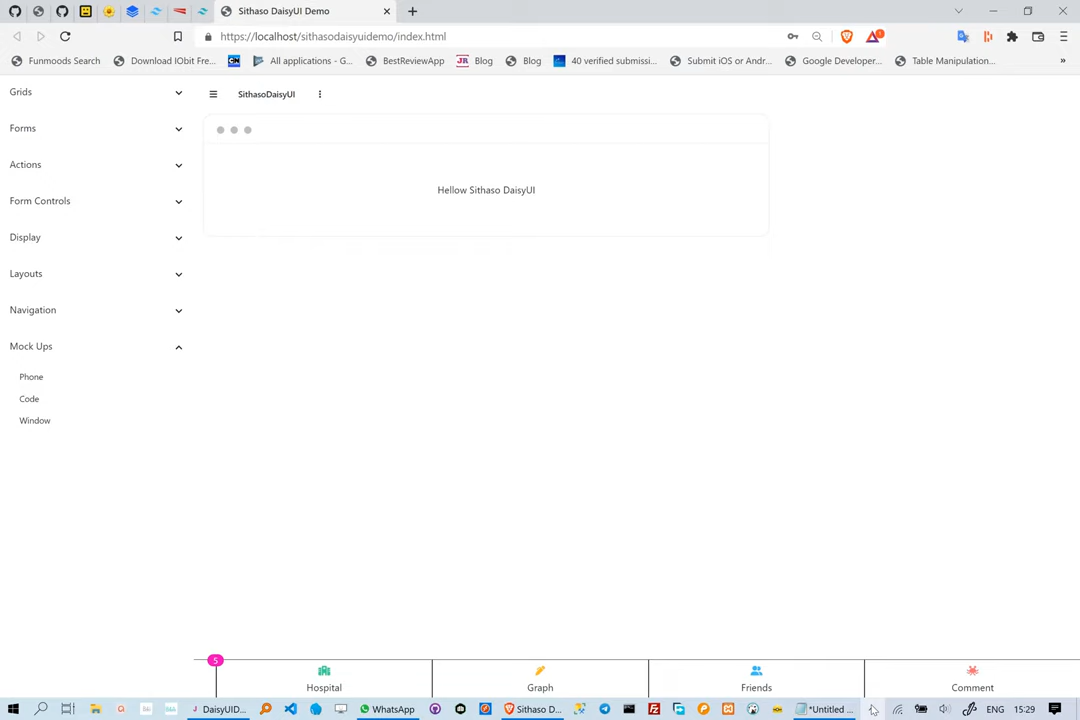 Sithaso DaisyUI Demo
https://localhost/sithasodaisyuidemo/index.html
Funmoods Search
Download IObit Fre...
All applications - G...
BestReviewApp
JR Blog
Blog
40 verified submissi...
Submit iOS or Andr...
Google Developer...
Table Manipulation...
»
Grids
Forms
Actions
Form Controls
Display
Layouts
Navigation
Mock Ups
Phone
Code
Window
SithasoDaisyUI
Hellow Sithaso DaisyUI
5
Hospital
Graph
Friends
Comment
DaisyUID...
WhatsApp
Sithaso D...
*Untitled ...
ENG
15:29